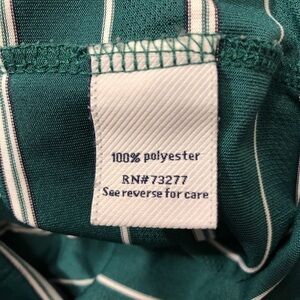 100% polyester
RN#73277
See reverse for care